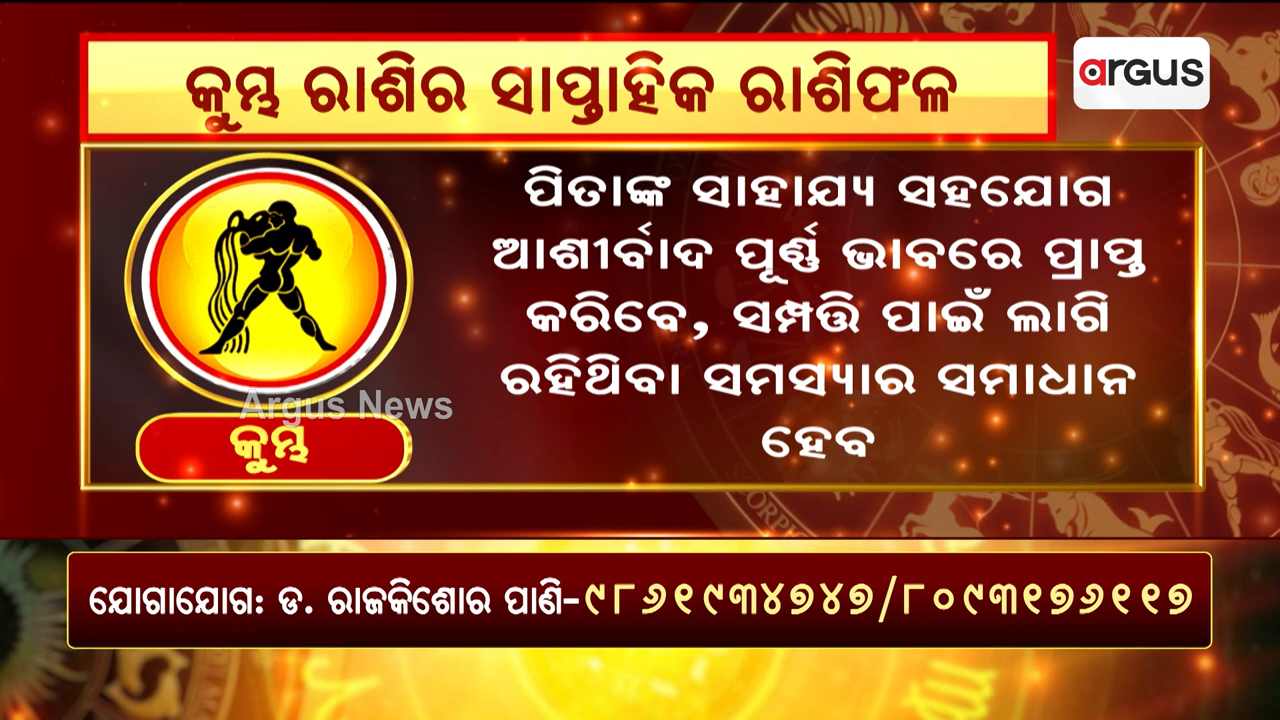 କୁମ୍ଭ ରାଶିର ସାପ୍ତାହିକ ରାଶିଫଳ
argus
ପିତାଙ୍କ ସାହାଯ୍ୟ ସହଯୋଗ
ଆଶୀର୍ବାଦ ପୂର୍ଣ୍ଣ ଭାବରେ ପ୍ରାପ୍ତ
କରିବେ, ସମ୍ପତ୍ତି ପାଇଁ ଲାଗି
ରହିଥିବା ସମସ୍ୟାର ସମାଧାନ
ହେବ
Argus News
କୁମ୍ଭ
ଯୋଗାଯୋଗ: ଡ. ରାଜକିଶୋର ପାଣି-୯୮୬୧୯୩୪୭୪୭/୮୦୯୩୧୭୬୧୧୭